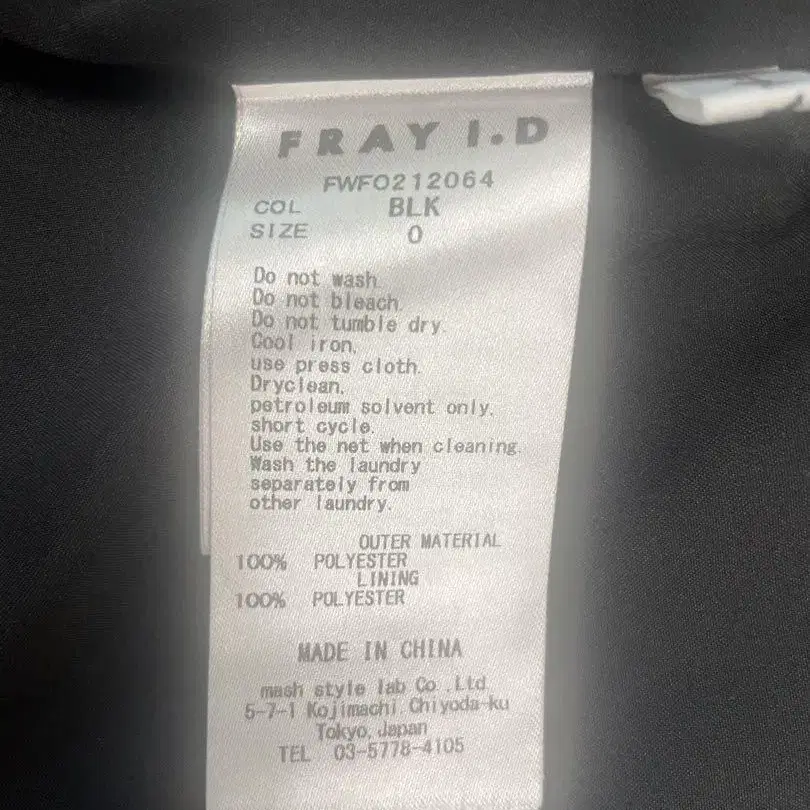 FRAY I.D
FWFO212064
COL BLK
SIZE 0
Do not wash.
Do not bleach.
Do not tumble dry.
Cool iron,
use press cloth.
Dryclean,
petroleum solvent only,
short cycle.
Use the net when cleaning.
Wash the laundry
separately from
other laundry.
OUTER MATERIAL
100% POLYESTER
LINING
100% POLYESTER
MADE IN CHINA
mash style lab Co.,Ltd.
5-7-1 Kojimachi,Chiyoda-ku
Tokyo,Japan
TEL 03-5778-4105